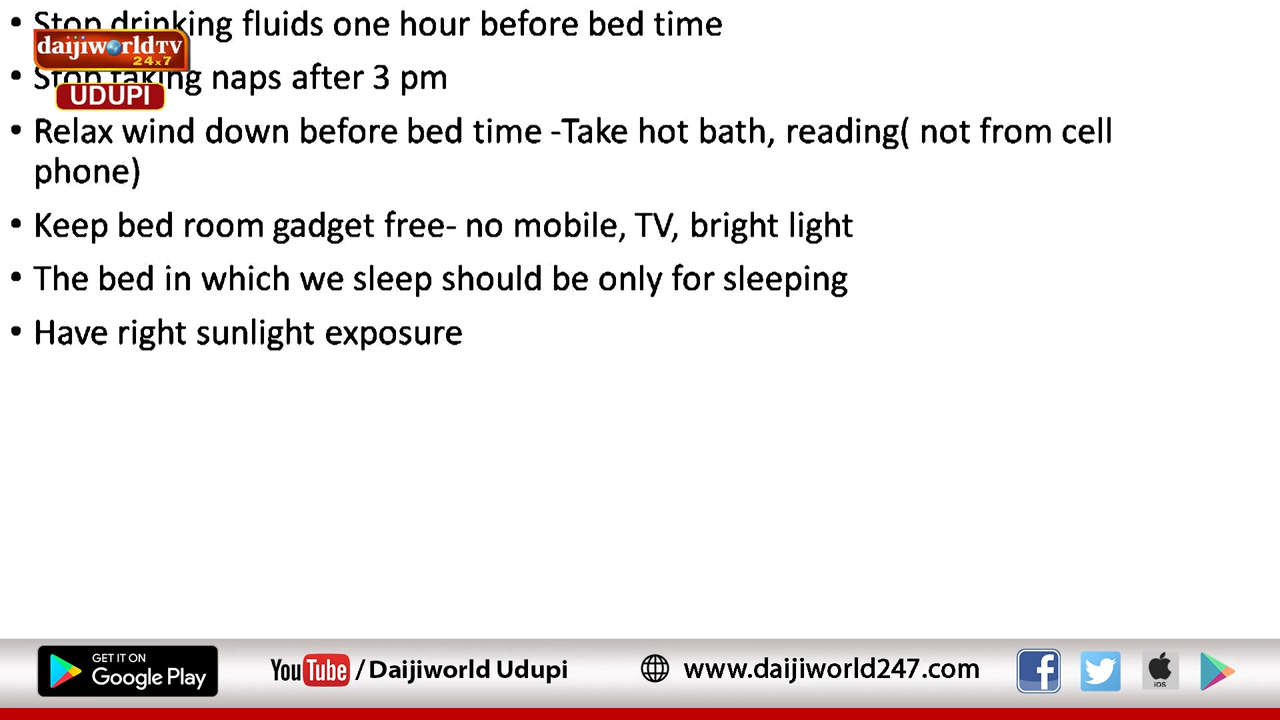 • Stop drinking fluids one hour before bed time
• Stop taking naps after 3 pm
daijiworldTV
24x7
UDUPI
• Relax wind down before bed time -Take hot bath, reading( not from cell
phone)
• Keep bed room gadget free- no mobile, TV, bright light
• The bed in which we sleep should be only for sleeping
• Have right sunlight exposure
GET IT ON
Google Play
YouTube / Daijiworld Udupi
www.daijiworld247.com
iOS